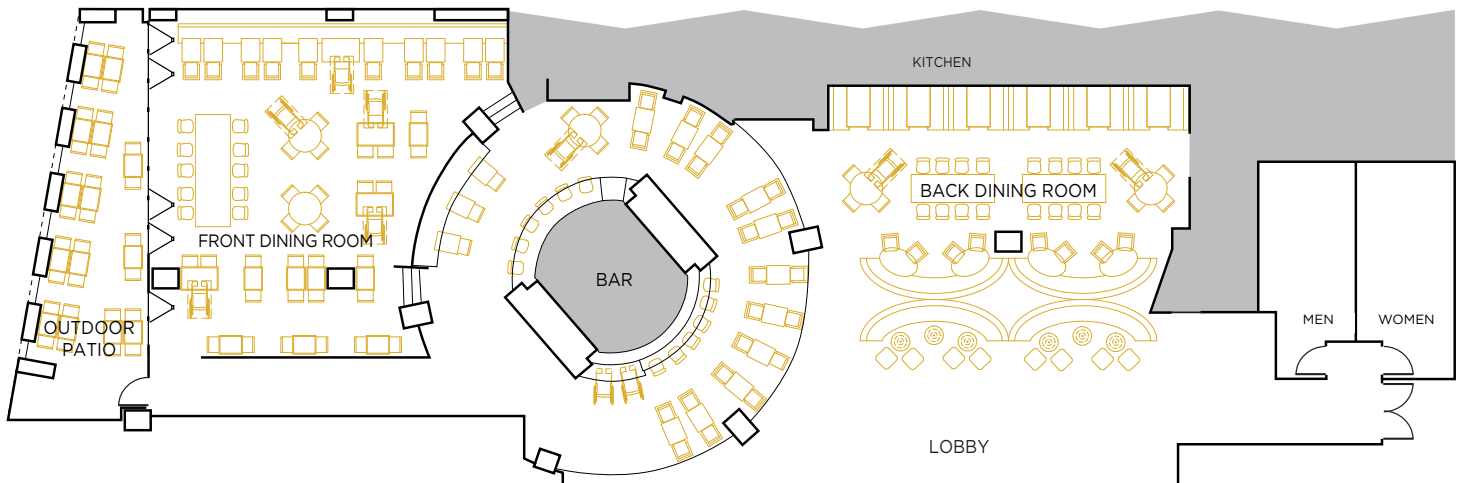 KITCHEN
BACK DINING ROOM
FRONT DINING ROOM
BAR
OUTDOOR
PATIO
MEN
WOMEN
LOBBY